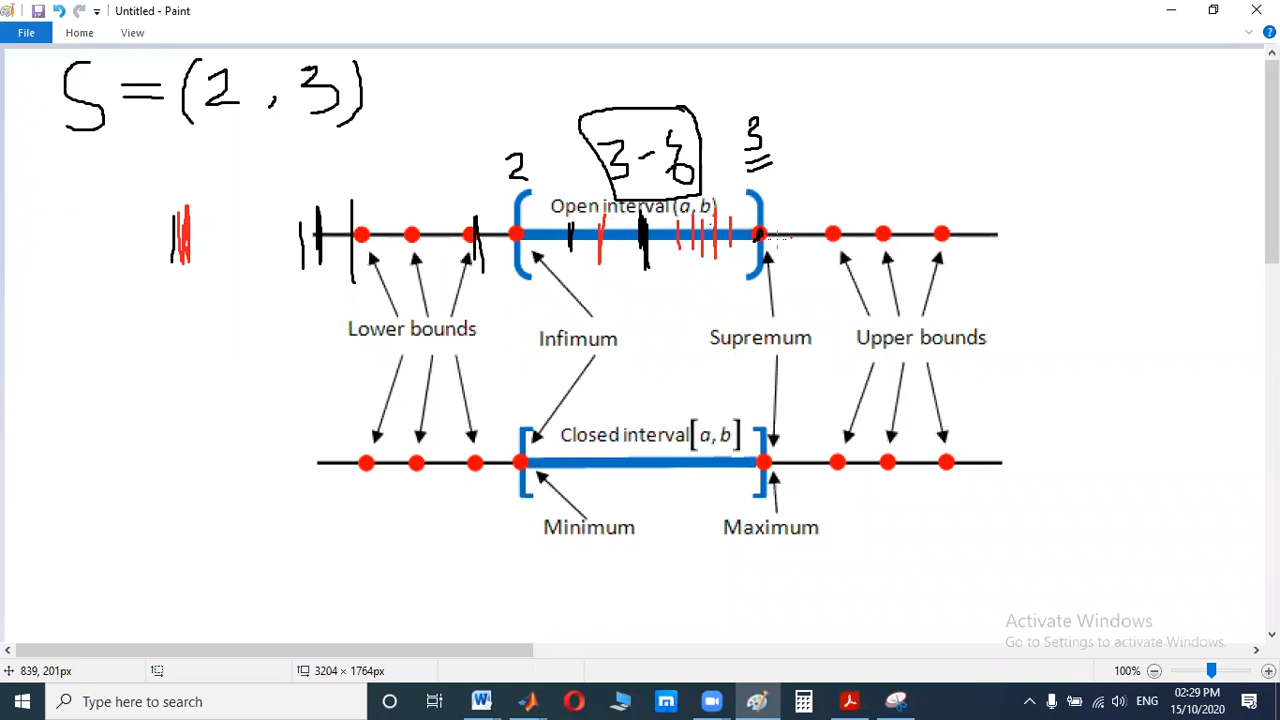 Untitled - Paint
File Home View
S = (2 , 3)
2
3
Open interval (a, b)
Lower bounds
Infimum
Supremum
Upper bounds
Closed interval [a, b]
Minimum
Maximum
Activate Windows
Go to Settings to activate Windows.
839, 201px
3204 × 1764px
100%
Type here to search
ENG
02:29 PM
15/10/2020